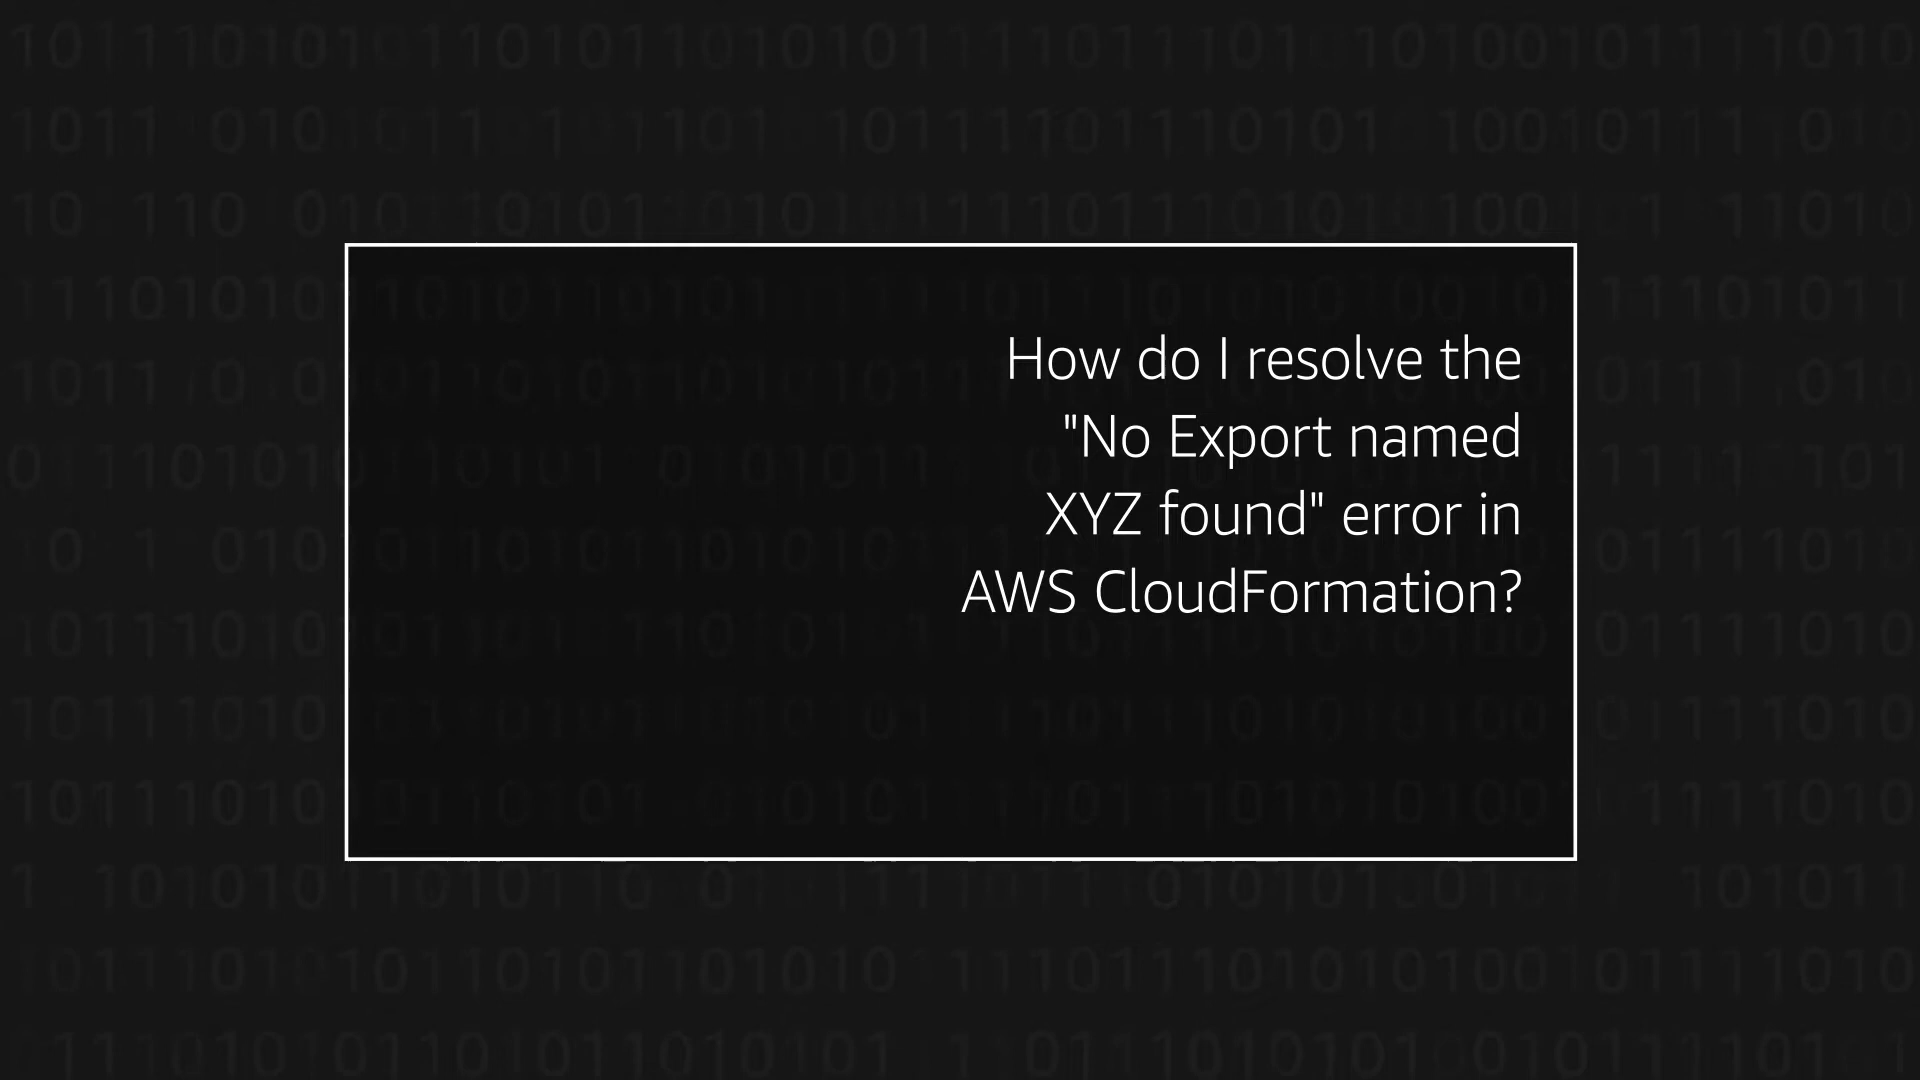 How do I resolve the
"No Export named
XYZ found" error in
AWS CloudFormation?